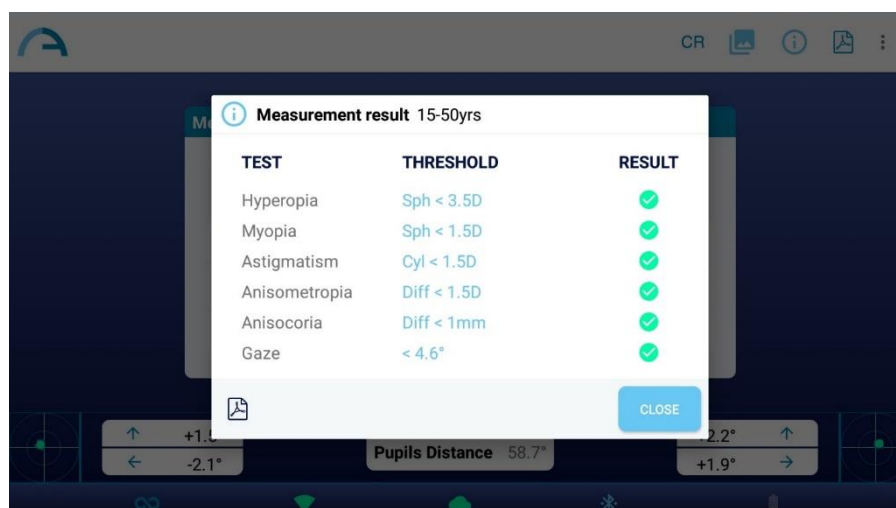 CR
Measurement result 15-50yrs
TEST THRESHOLD RESULT
Hyperopia Sph < 3.5D
Myopia Sph < 1.5D
Astigmatism Cyl < 1.5D
Anisometropia Diff < 1.5D
Anisocoria Diff < 1mm
Gaze < 4.6°
CLOSE
Pupils Distance 58.7°
-2.1° +1.9°